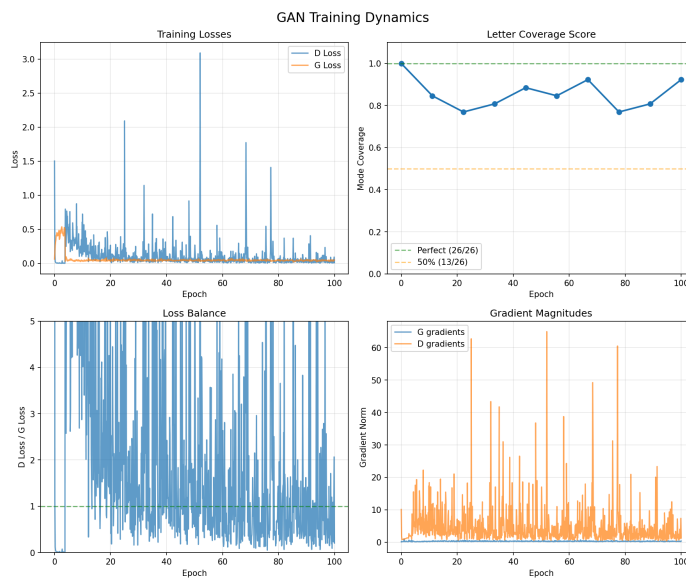 GAN Training Dynamics
Training Losses
D Loss
G Loss
Loss
3.0
2.5
2.0
1.5
1.0
0.5
0.0
0 20 40 60 80 100
Epoch
Letter Coverage Score
Mode Coverage
1.0
0.8
0.6
0.4
0.2
0.0
Perfect (26/26)
50% (13/26)
0 20 40 60 80 100
Epoch
Loss Balance
D Loss / G Loss
5
4
3
2
1
0
0 20 40 60 80 100
Epoch
Gradient Magnitudes
G gradients
D gradients
Gradient Norm
60
50
40
30
20
10
0
0 20 40 60 80 100
Epoch